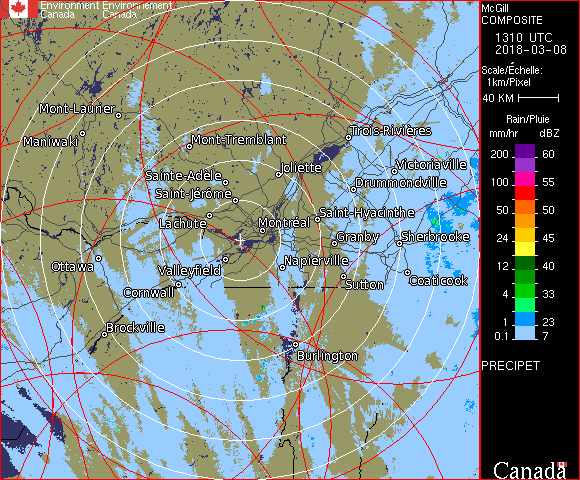 Environment Environnement
Canada Canada
McGill
COMPOSITE
1310 UTC
2018-03-08
Scale/Échelle:
1km/Pixel
40 KM
Rain/Pluie
mm/hr dBZ
200 60
100 55
50 50
24 45
12 40
4 33
1 23
0.1 7
PRECIPET
Canada
Mont-Laurier
Maniwaki
Mont-Tremblant
Trois-Rivières
Joliette
Victoriaville
Sainte-Adèle
Drummondville
Saint-Jérôme
Lachute
Montréal
Saint-Hyacinthe
Granby
Sherbrooke
Ottawa
Valleyfield
Napierville
Sutton
Coaticook
Cornwall
Brockville
Burlington